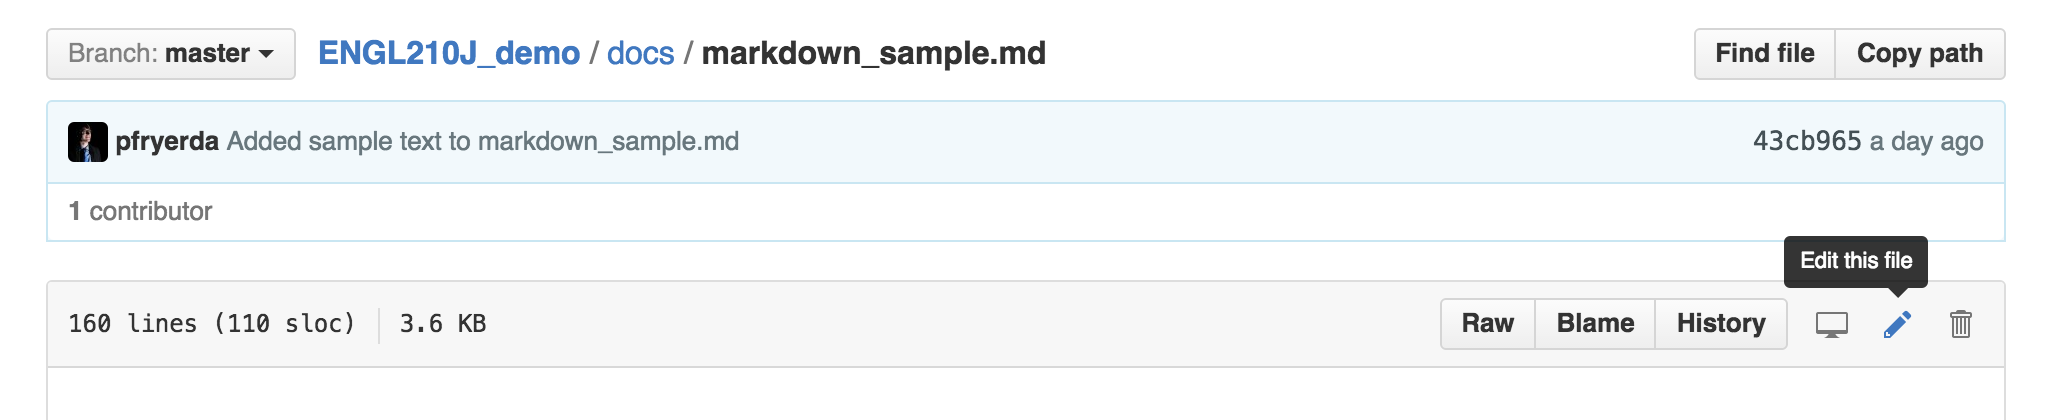 Branch: master ENGL210J_demo / docs / markdown_sample.md Find file Copy path
pfryerda Added sample text to markdown_sample.md 43cb965 a day ago
1 contributor
Edit this file
160 lines (110 sloc) 3.6 KB Raw Blame History